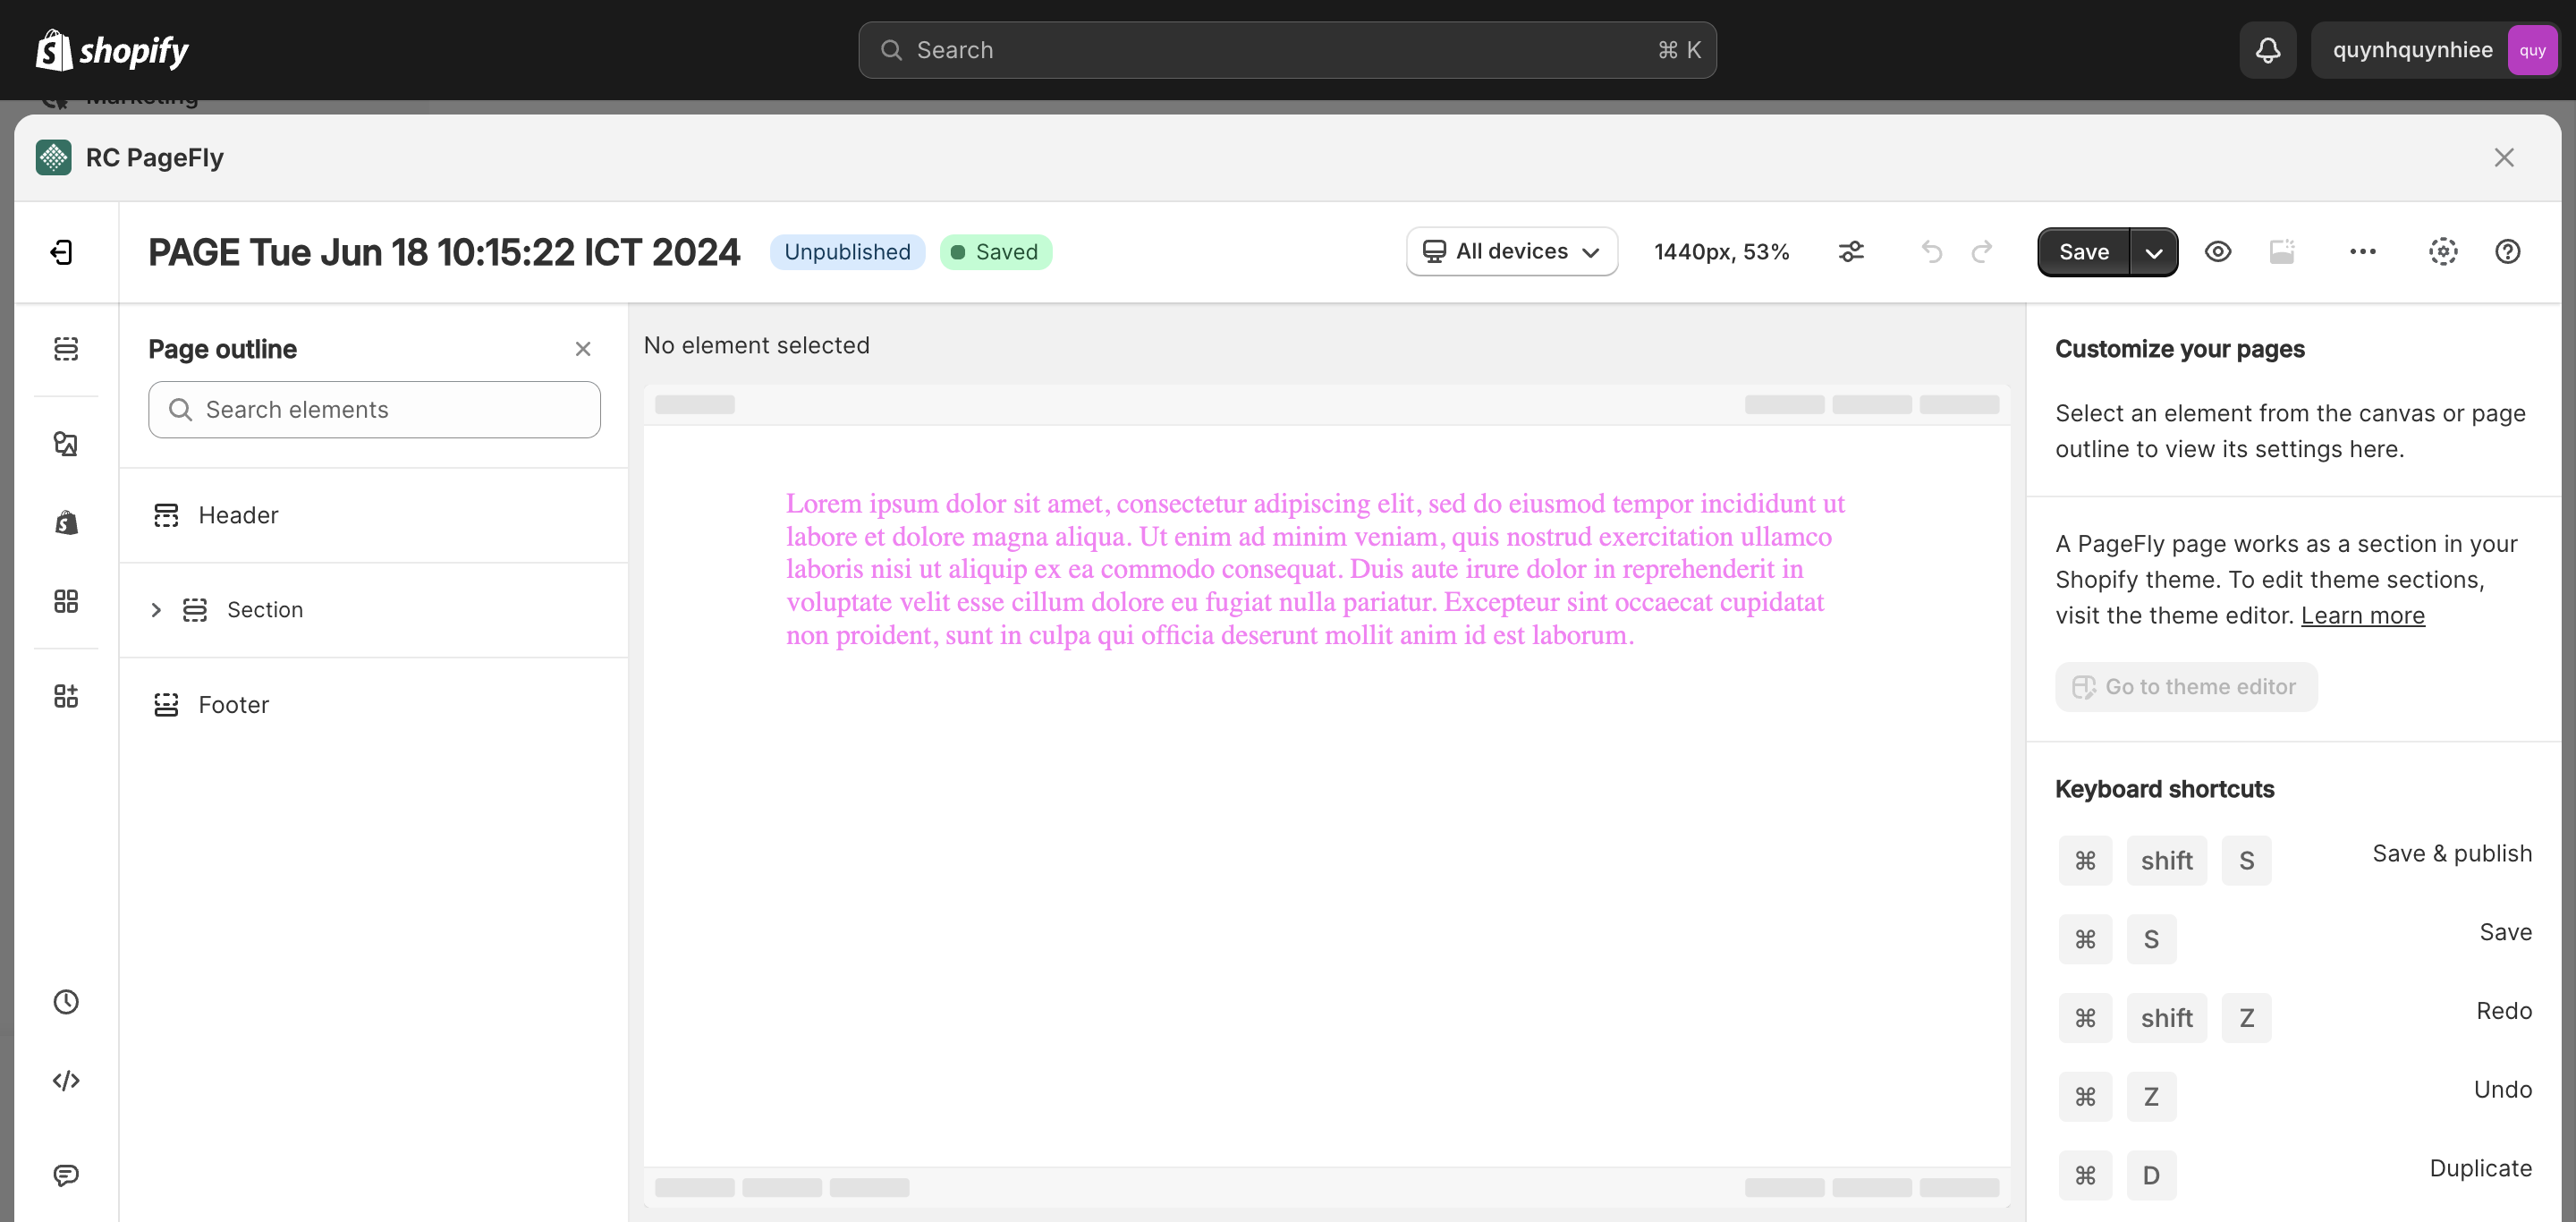 shopify
Search
⌘ K
quynhquynhiee
quy
Marketing
RC PageFly
PAGE Tue Jun 18 10:15:22 ICT 2024
Unpublished
Saved
All devices
1440px, 53%
Save
Page outline
Search elements
Header
Section
Footer
No element selected
Lorem ipsum dolor sit amet, consectetur adipiscing elit, sed do eiusmod tempor incididunt ut
labore et dolore magna aliqua. Ut enim ad minim veniam, quis nostrud exercitation ullamco
laboris nisi ut aliquip ex ea commodo consequat. Duis aute irure dolor in reprehenderit in
voluptate velit esse cillum dolore eu fugiat nulla pariatur. Excepteur sint occaecat cupidatat
non proident, sunt in culpa qui officia deserunt mollit anim id est laborum.
Customize your pages
Select an element from the canvas or page
outline to view its settings here.
A PageFly page works as a section in your
Shopify theme. To edit theme sections,
visit the theme editor. Learn more
Go to theme editor
Keyboard shortcuts
⌘ shift S Save & publish
⌘ S Save
⌘ shift Z Redo
⌘ Z Undo
⌘ D Duplicate